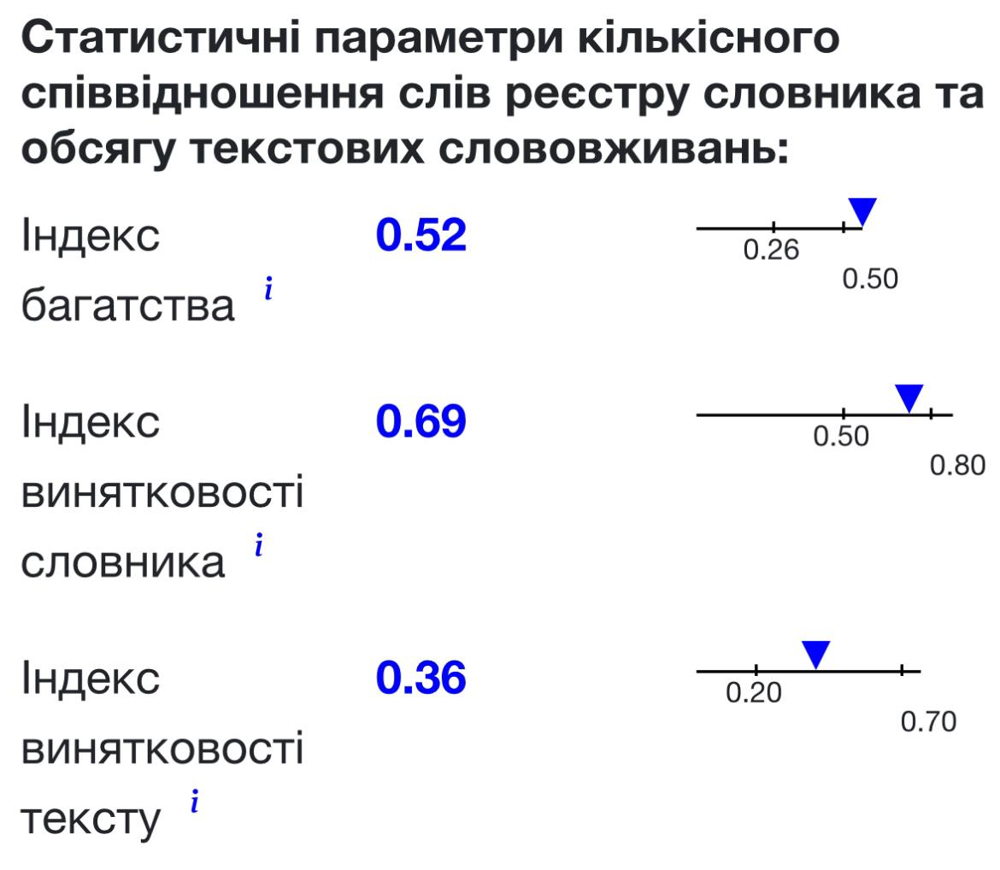 Статистичні параметри кількісного
співвідношення слів реєстру словника та
обсягу текстових слововживань:
Індекс
багатства i
0.52
0.26
0.50
Індекс
винятковості
словника i
0.69
0.50
0.80
Індекс
винятковості
тексту i
0.36
0.20
0.70